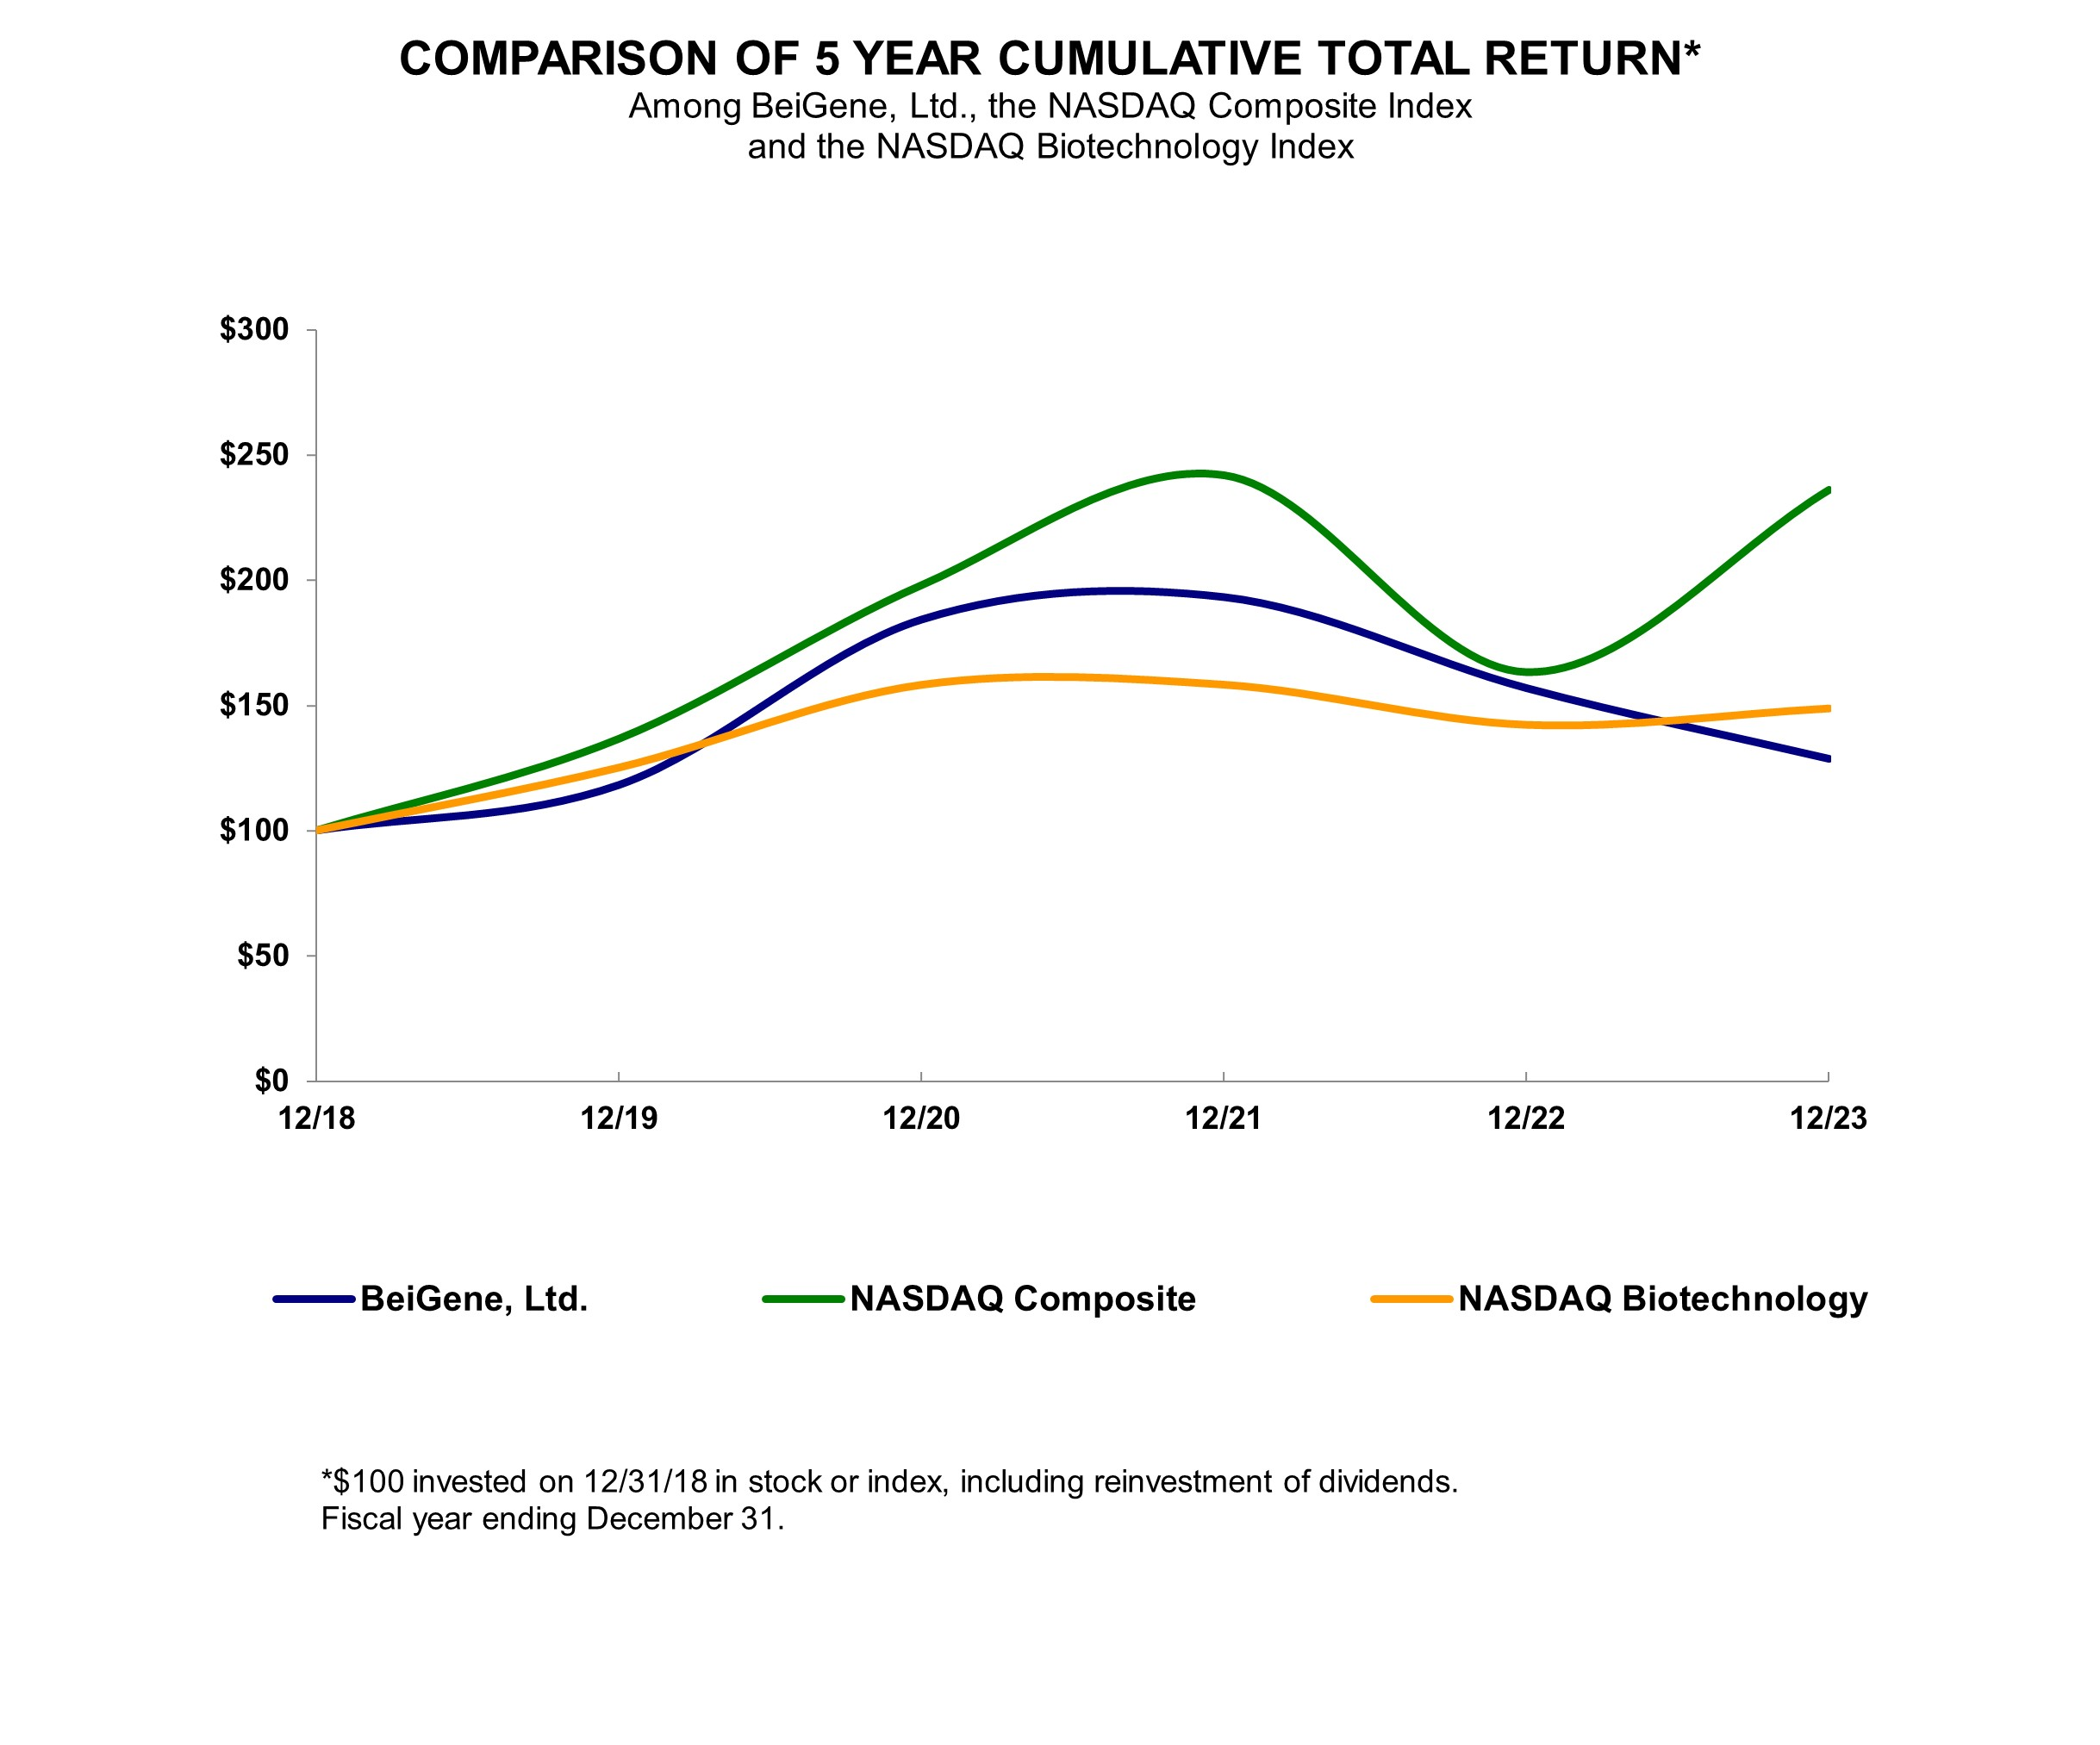 COMPARISON OF 5 YEAR CUMULATIVE TOTAL RETURN*
Among BeiGene, Ltd., the NASDAQ Composite Index
and the NASDAQ Biotechnology Index
$300
$250
$200
$150
$100
$50
$0
12/18 12/19 12/20 12/21 12/22 12/23
BeiGene, Ltd. NASDAQ Composite NASDAQ Biotechnology
*$100 invested on 12/31/18 in stock or index, including reinvestment of dividends.
Fiscal year ending December 31.